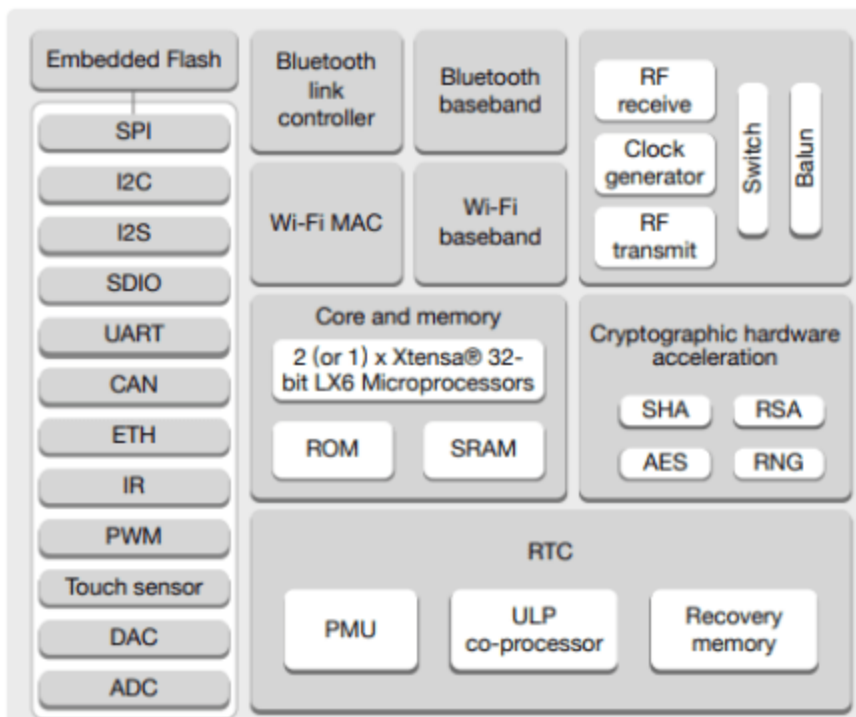 Embedded Flash
SPI
I2C
I2S
SDIO
UART
CAN
ETH
IR
PWM
Touch sensor
DAC
ADC
Bluetooth
link
controller
Bluetooth
baseband
Wi-Fi MAC
Wi-Fi
baseband
RF
receive
Clock
generator
RF
transmit
Switch
Balun
Core and memory
2 (or 1) x Xtensa® 32-
bit LX6 Microprocessors
ROM
SRAM
Cryptographic hardware
acceleration
SHA
RSA
AES
RNG
RTC
PMU
ULP
co-processor
Recovery
memory